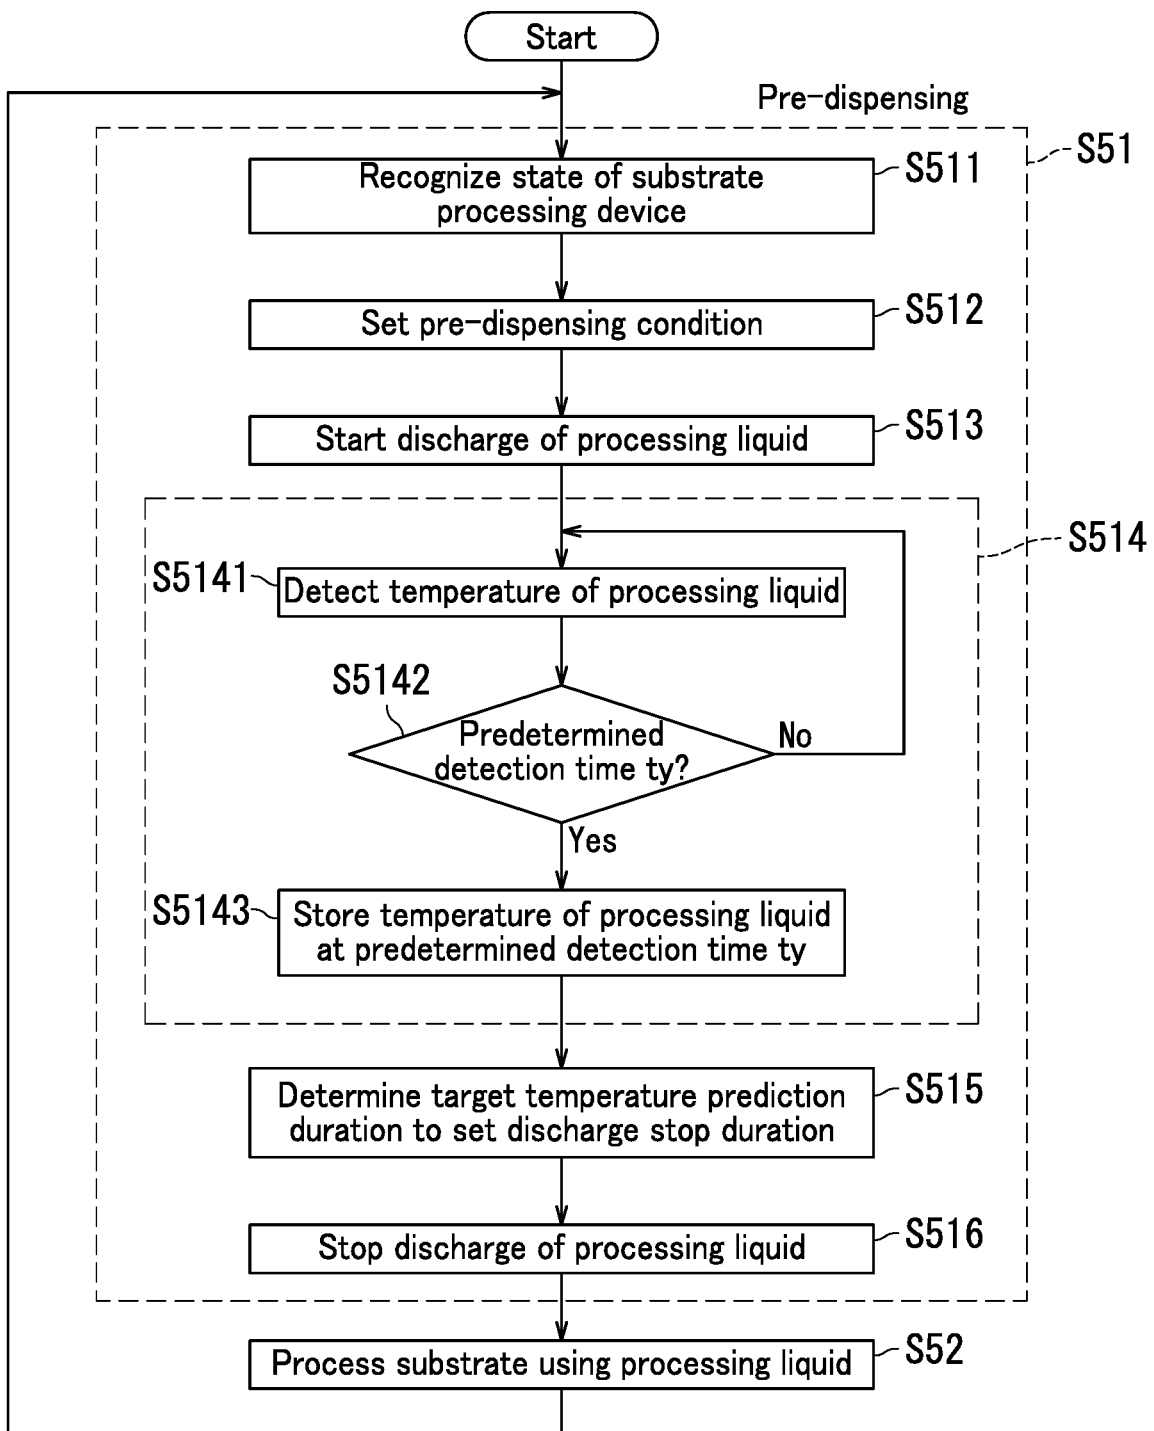 Start
Pre-dispensing
S51
Recognize state of substrate
processing device
S511
Set pre-dispensing condition
S512
Start discharge of processing liquid
S513
S514
S5141
Detect temperature of processing liquid
S5142
Predetermined
detection time ty?
No
Yes
S5143
Store temperature of processing liquid
at predetermined detection time ty
Determine target temperature prediction
duration to set discharge stop duration
S515
Stop discharge of processing liquid
S516
Process substrate using processing liquid
S52